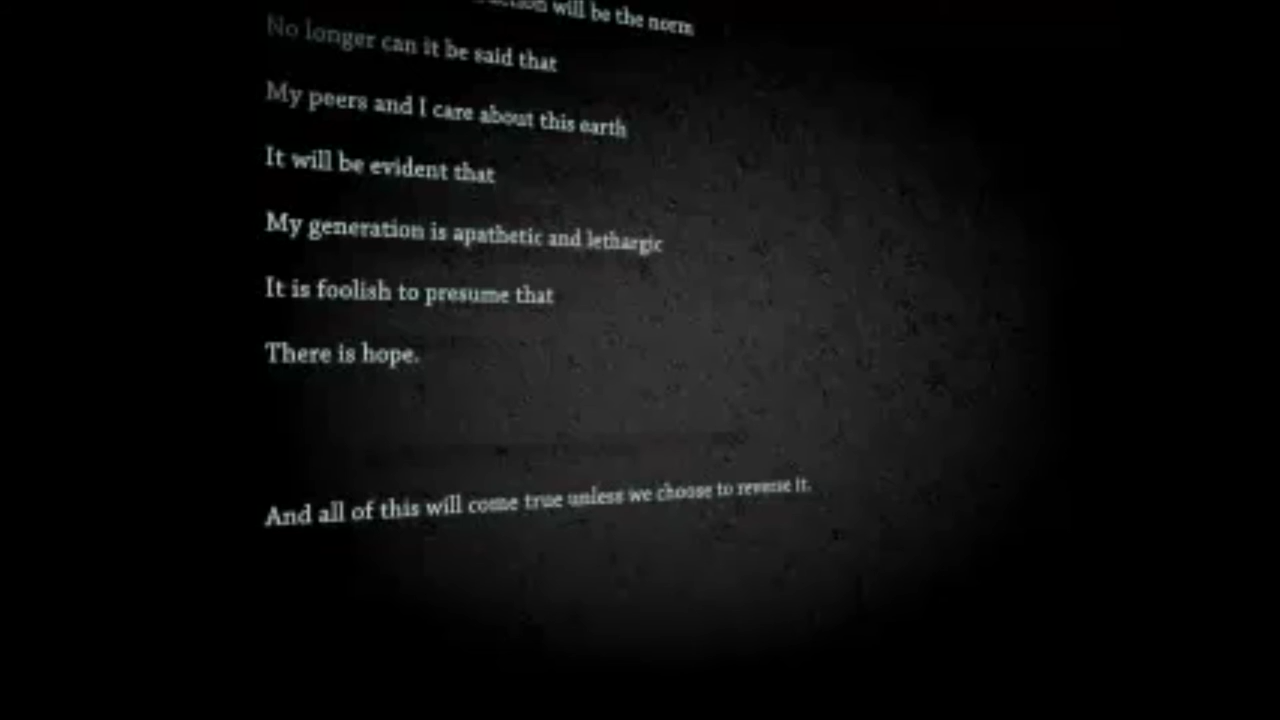 will be the norm
No longer can it be said that
My peers and I care about this earth
It will be evident that
My generation is apathetic and lethargic
It is foolish to presume that
There is hope.
And all of this will come true unless we choose to reverse it.